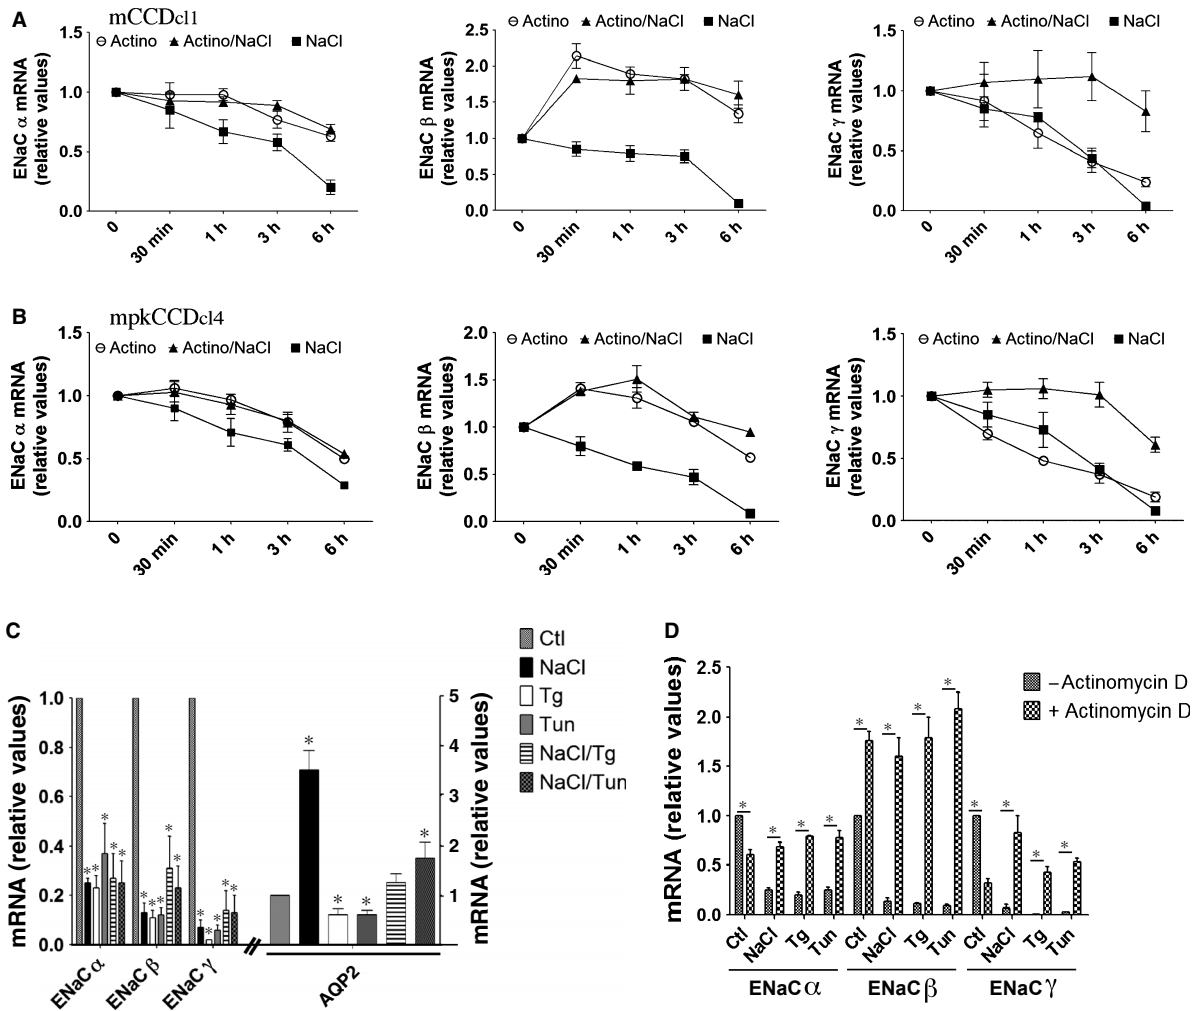 A
mCCDcl1
ENaC α mRNA
(relative values)
1.5
1.0
0.5
0.0
Actino
Actino/NaCl
NaCl
0
30 min
1 h
3 h
6 h
ENaC β mRNA
(relative values)
2.5
2.0
1.5
1.0
0.5
0.0
Actino
Actino/NaCl
NaCl
0
30 min
1 h
3 h
6 h
ENaC γ mRNA
(relative values)
1.5
1.0
0.5
0.0
Actino
Actino/NaCl
NaCl
0
30 min
1 h
3 h
6 h
B
mpkCCDcl4
ENaC α mRNA
(relative values)
1.5
1.0
0.5
0.0
Actino
Actino/NaCl
NaCl
0
30 min
1 h
3 h
6 h
ENaC β mRNA
(relative values)
2.0
1.5
1.0
0.5
0.0
Actino
Actino/NaCl
NaCl
0
30 min
1 h
3 h
6 h
ENaC γ mRNA
(relative values)
1.5
1.0
0.5
0.0
Actino
Actino/NaCl
NaCl
0
30 min
1 h
3 h
6 h
C
Ctl
NaCl
Tg
Tun
NaCl/Tg
NaCl/Tun
mRNA (relative values)
1.0
0.8
0.6
0.4
0.2
0.0
* * * * *
* * * * *
* * * * *
* * * *
5
4
3
2
1
mRNA (relative values)
ENaC α
ENaC β
ENaC γ
AQP2
D
mRNA (relative values)
2.5
2.0
1.5
1.0
0.5
0.0
– Actinomycin D
+ Actinomycin D
* * * *
* * * *
* * * *
Ctl
NaCl
Tg
Tun
Ctl
NaCl
Tg
Tun
Ctl
NaCl
Tg
Tun
ENaC α
ENaC β
ENaC γ